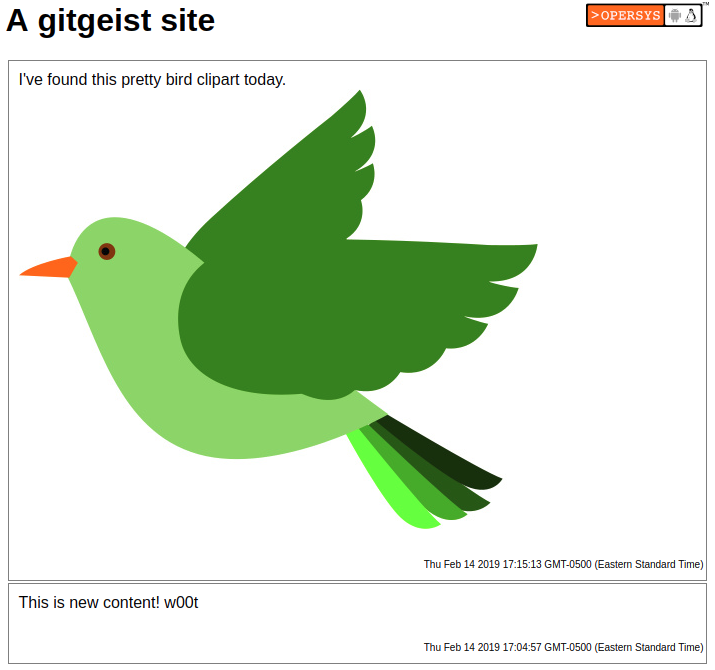 A gitgeist site
>OPERSYS
TM
I've found this pretty bird clipart today.
Thu Feb 14 2019 17:15:13 GMT-0500 (Eastern Standard Time)
This is new content! w00t
Thu Feb 14 2019 17:04:57 GMT-0500 (Eastern Standard Time)